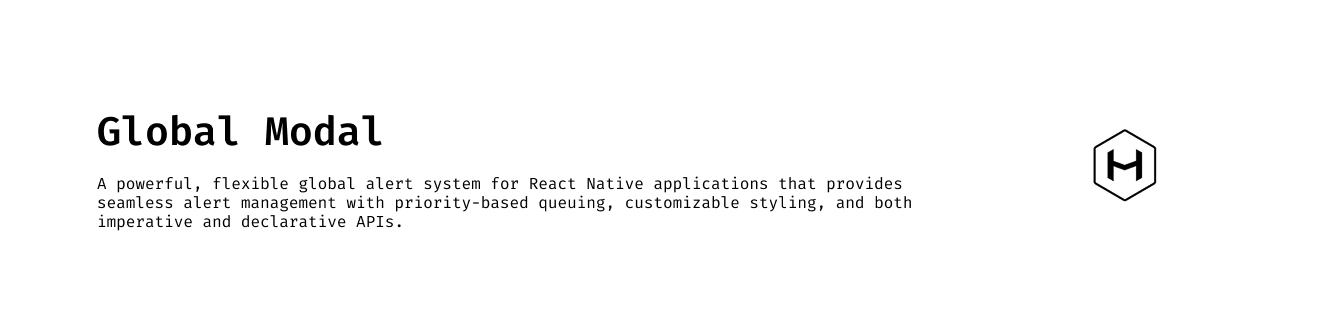 Global Modal
A powerful, flexible global alert system for React Native applications that provides
seamless alert management with priority-based queuing, customizable styling, and both
imperative and declarative APIs.
H